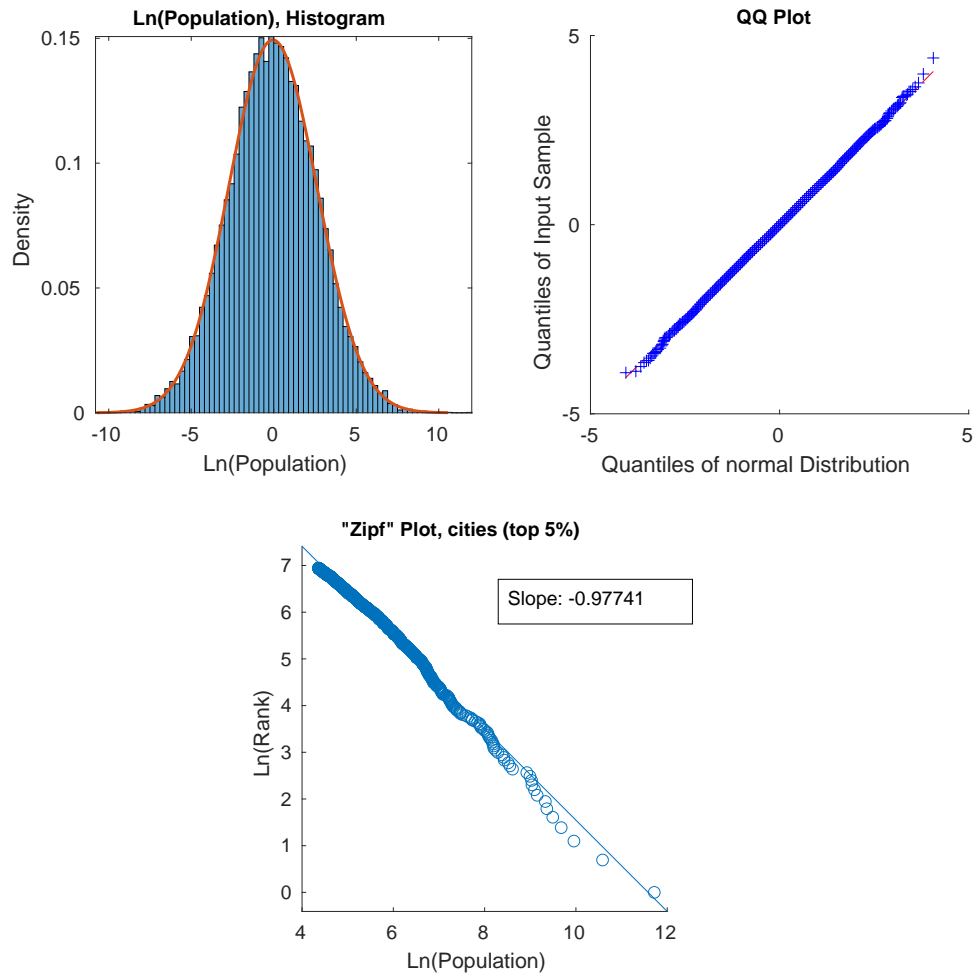 Ln(Population), Histogram
0.15
0.1
0.05
0
Density
-10
-5
0
5
10
Ln(Population)
QQ Plot
5
0
-5
Quantiles of Input Sample
-5
0
5
Quantiles of normal Distribution
"Zipf" Plot, cities (top 5%)
7
6
5
4
3
2
1
0
Ln(Rank)
Slope: -0.97741
4
6
8
10
12
Ln(Population)